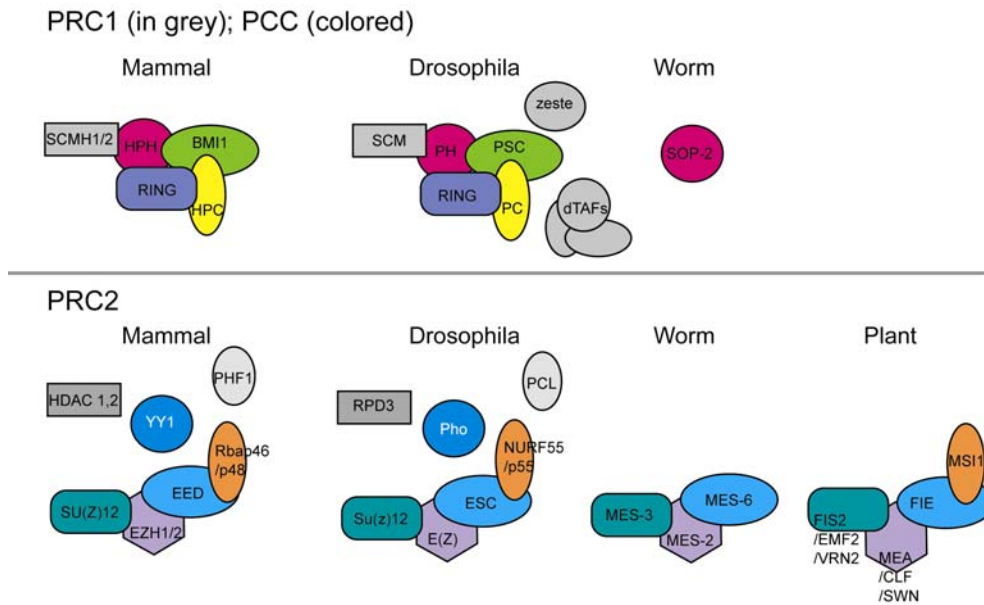 PRC1 (in grey); PCC (colored)
Mammal
Drosophila
Worm
SCMH1/2
HPH
BMI1
RING
HPC
SCM
PH
PSC
zeste
RING
PC
dTAFs
SOP-2
PRC2
Mammal
Drosophila
Worm
Plant
HDAC 1,2
YY1
PHF1
Rbap46
/p48
EED
SU(Z)12
EZH1/2
RPD3
Pho
PCL
NURF55
/p55
ESC
Su(z)12
E(Z)
MES-3
MES-6
MES-2
MSI1
FIE
FIS2
/EMF2
/VRN2
MEA
/CLF
/SWN